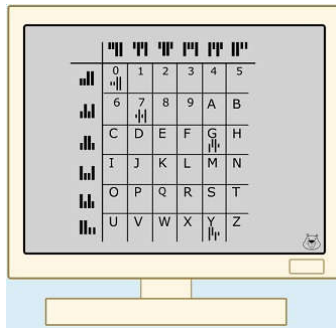 0 1 2 3 4 5
6 7 8 9 A B
C D E F G H
I J K L M N
O P Q R S T
U V W X Y Z